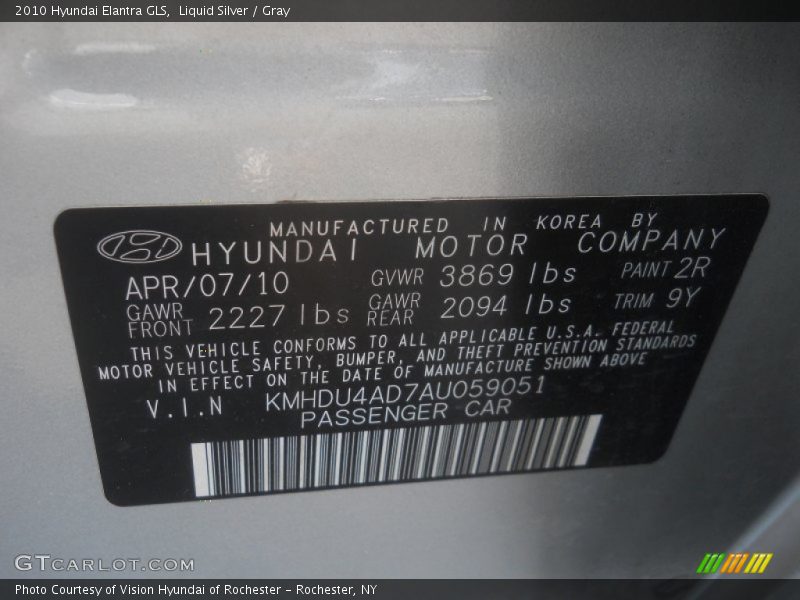 2010 Hyundai Elantra GLS,  Liquid Silver / Gray
MANUFACTURED IN KOREA BY
HYUNDAI MOTOR COMPANY
APR/07/10 GVWR 3869 lbs PAINT 2R
GAWR FRONT 2227 lbs GAWR REAR 2094 lbs TRIM 9Y
THIS VEHICLE CONFORMS TO ALL APPLICABLE U.S.A. FEDERAL
MOTOR VEHICLE SAFETY, BUMPER, AND THEFT PREVENTION STANDARDS
IN EFFECT ON THE DATE OF MANUFACTURE SHOWN ABOVE
V.I.N KMHDU4AD7AU059051
PASSENGER CAR
GTCARLOT.COM
Photo Courtesy of Vision Hyundai of Rochester - Rochester, NY